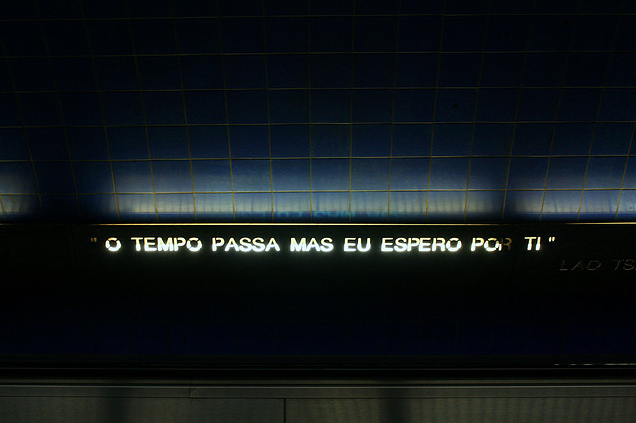 " O TEMPO PASSA MAS EU ESPERO POR TI "